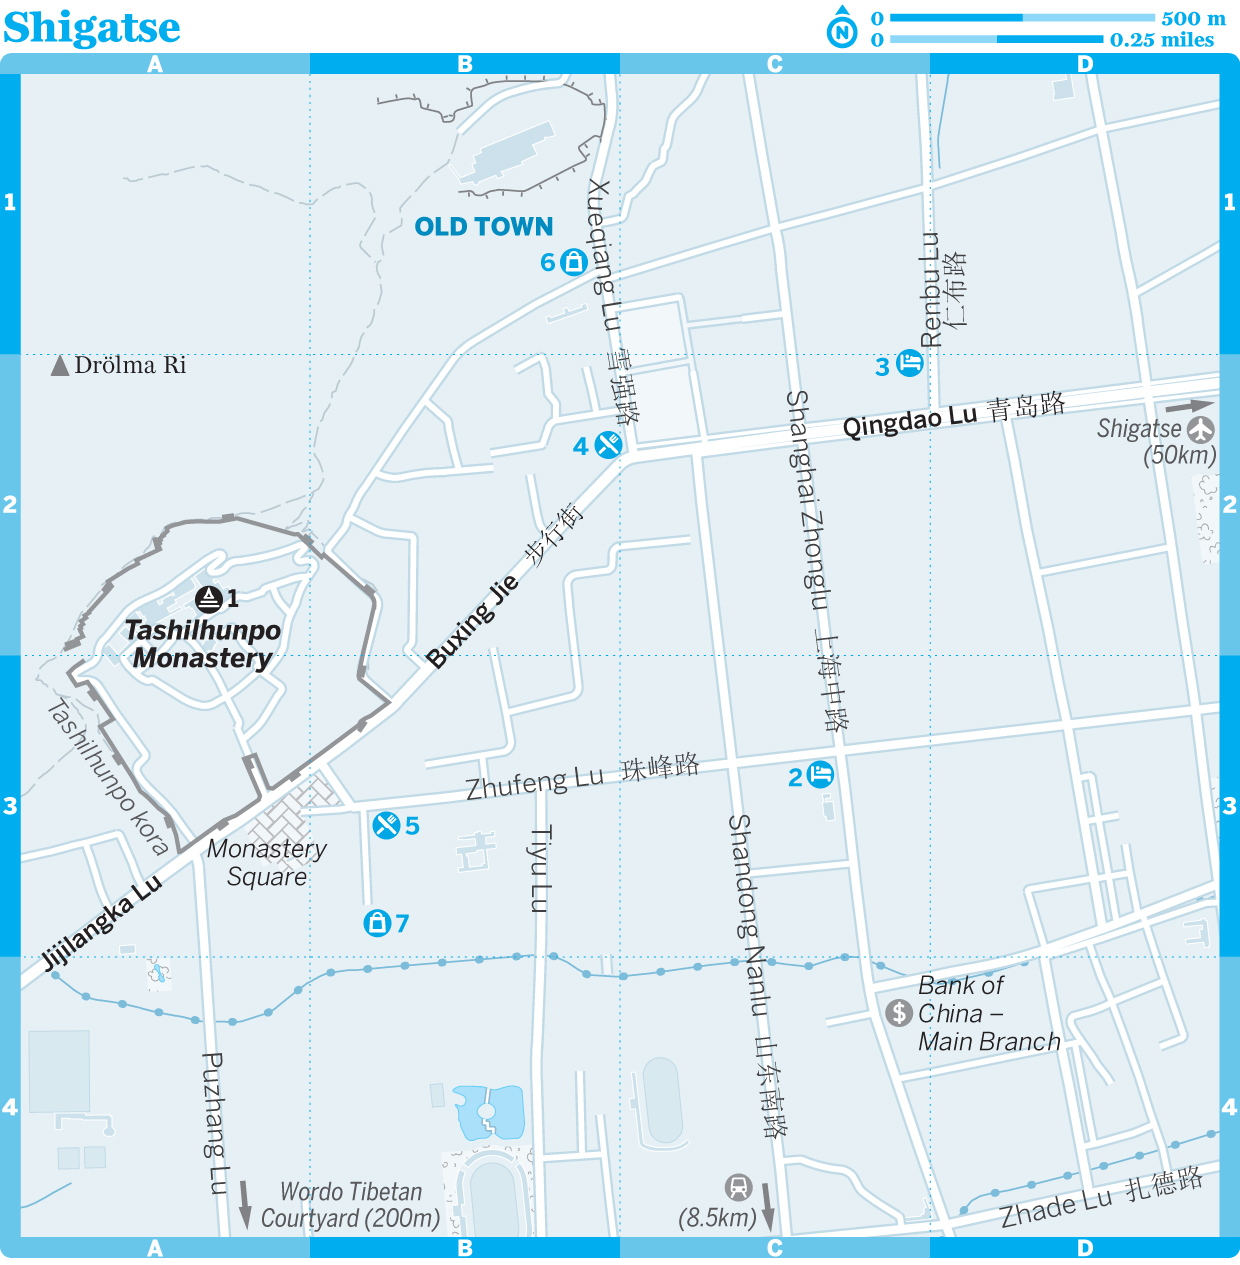 Shigatse
N
0 500 m
0 0.25 miles
A B C D
1 1
Xueqiang Lu 雪强路
OLD TOWN
6
Renbu Lu
仁布路
Drölma Ri
3
Shanghai Zhonglu 上海中路
Qingdao Lu 青岛路
4
Shigatse
(50km)
2 2
Buxing Jie 步行街
1
Tashilhunpo
Monastery
Tashilhunpo kora
Zhufeng Lu 珠峰路
2
3 3
5
Monastery
Square
Tiyu Lu
Shandong Nanlu 山东南路
Jijilangka Lu
7
$
Bank of
China –
Main Branch
Puzhang Lu
4 4
Wordo Tibetan
Courtyard (200m)
(8.5km)
Zhade Lu 扎德路
A B C D